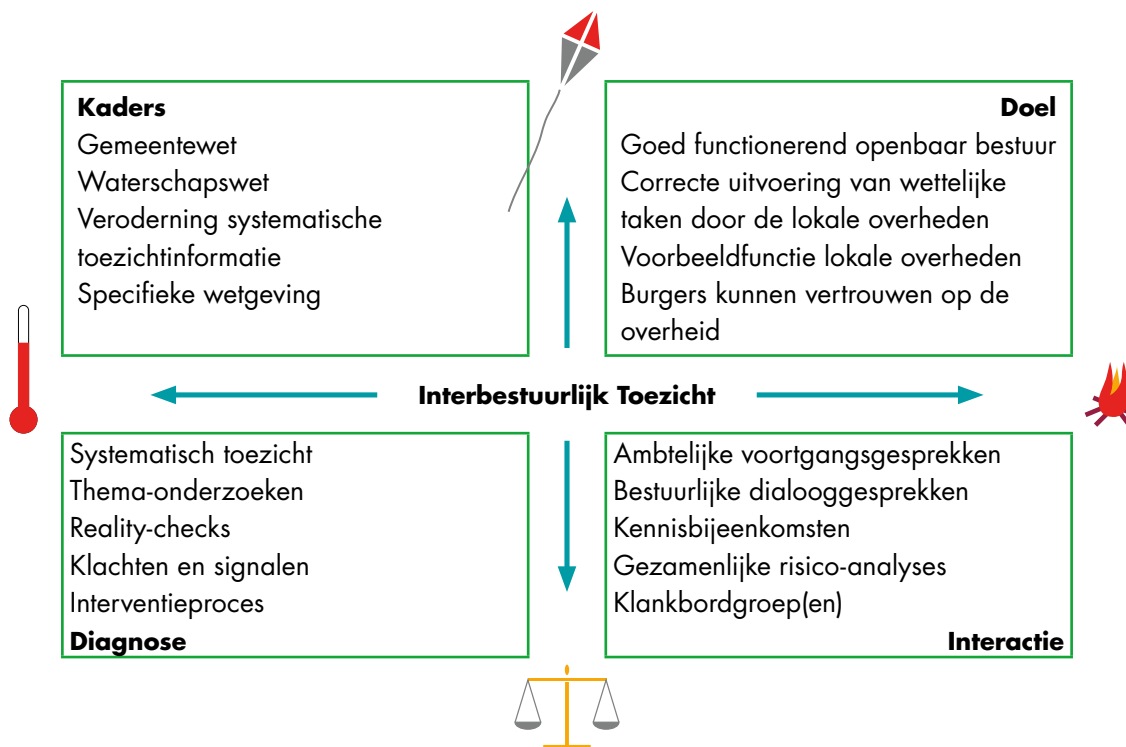 Kaders
Gemeentewet
Waterschapswet
Veroderning systematische
toezichtinformatie
Specifieke wetgeving
Doel
Goed functionerend openbaar bestuur
Correcte uitvoering van wettelijke
taken door de lokale overheden
Voorbeeldfunctie lokale overheden
Burgers kunnen vertrouwen op de
overheid
Interbestuurlijk Toezicht
Systematisch toezicht
Thema-onderzoeken
Reality-checks
Klachten en signalen
Interventieproces
Diagnose
Ambtelijke voortgangsgesprekken
Bestuurlijke dialooggesprekken
Kennisbijeenkomsten
Gezamenlijke risico-analyses
Klankbordgroep(en)
Interactie